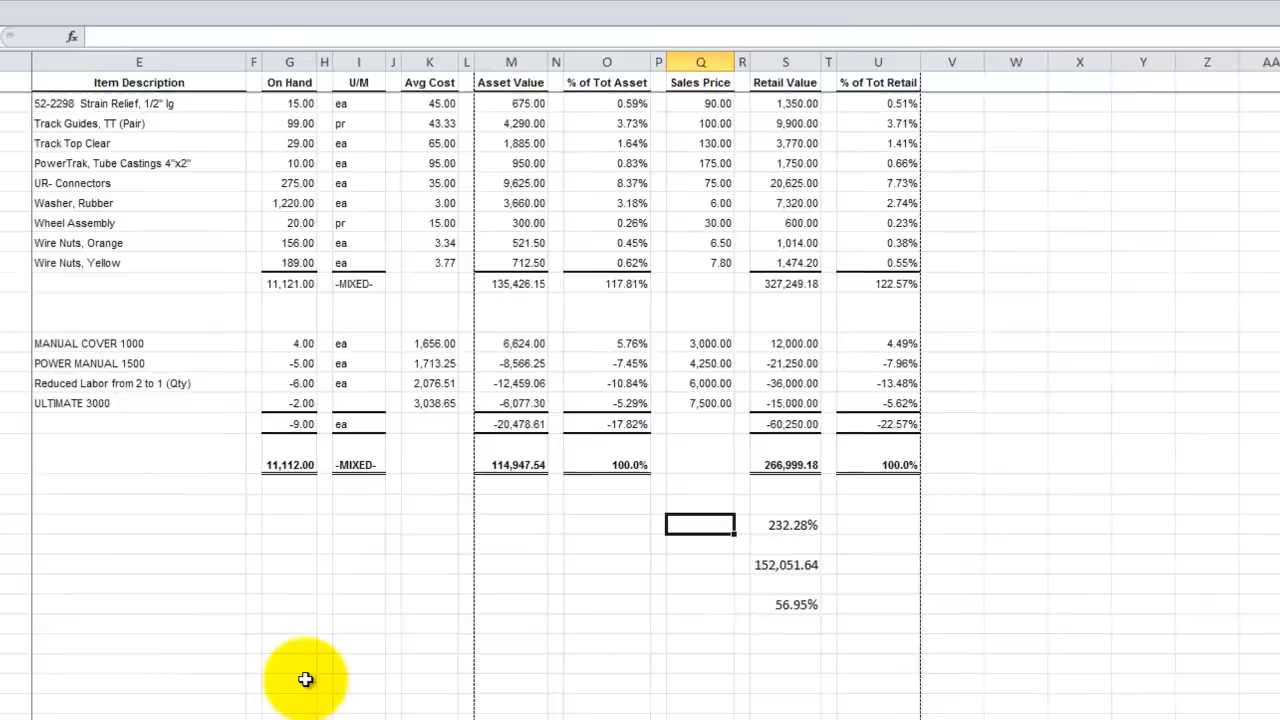 fx
E F G H I J K L M N O P Q R S T U V W X Y Z AA
Item Description On Hand U/M Avg Cost Asset Value % of Tot Asset Sales Price Retail Value % of Tot Retail
52-2298 Strain Relief, 1/2" lg 15.00 ea 45.00 675.00 0.59% 90.00 1,350.00 0.51%
Track Guides, TT (Pair) 99.00 pr 43.33 4,290.00 3.73% 100.00 9,900.00 3.71%
Track Top Clear 29.00 ea 65.00 1,885.00 1.64% 130.00 3,770.00 1.41%
PowerTrak, Tube Castings 4"x2" 10.00 ea 95.00 950.00 0.83% 175.00 1,750.00 0.66%
UR- Connectors 275.00 ea 35.00 9,625.00 8.37% 75.00 20,625.00 7.73%
Washer, Rubber 1,220.00 ea 3.00 3,660.00 3.18% 6.00 7,320.00 2.74%
Wheel Assembly 20.00 pr 15.00 300.00 0.26% 30.00 600.00 0.23%
Wire Nuts, Orange 156.00 ea 3.34 521.50 0.45% 6.50 1,014.00 0.38%
Wire Nuts, Yellow 189.00 ea 3.77 712.50 0.62% 7.80 1,474.20 0.55%
11,121.00 -MIXED- 135,426.15 117.81% 327,249.18 122.57%
MANUAL COVER 1000 4.00 ea 1,656.00 6,624.00 5.76% 3,000.00 12,000.00 4.49%
POWER MANUAL 1500 -5.00 ea 1,713.25 -8,566.25 -7.45% 4,250.00 -21,250.00 -7.96%
Reduced Labor from 2 to 1 (Qty) -6.00 ea 2,076.51 -12,459.06 -10.84% 6,000.00 -36,000.00 -13.48%
ULTIMATE 3000 -2.00 3,038.65 -6,077.30 -5.29% 7,500.00 -15,000.00 -5.62%
-9.00 ea -20,478.61 -17.82% -60,250.00 -22.57%
11,112.00 -MIXED- 114,947.54 100.0% 266,999.18 100.0%
232.28%
152,051.64
56.95%